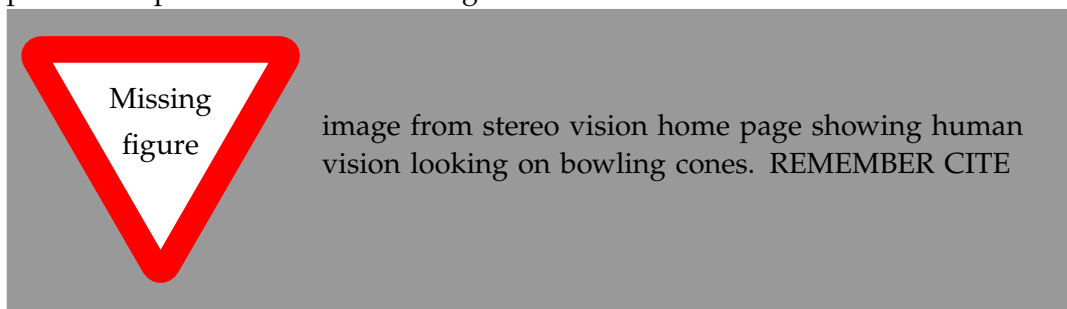 Missing
figure
image from stereo vision home page showing human
vision looking on bowling cones. REMEMBER CITE